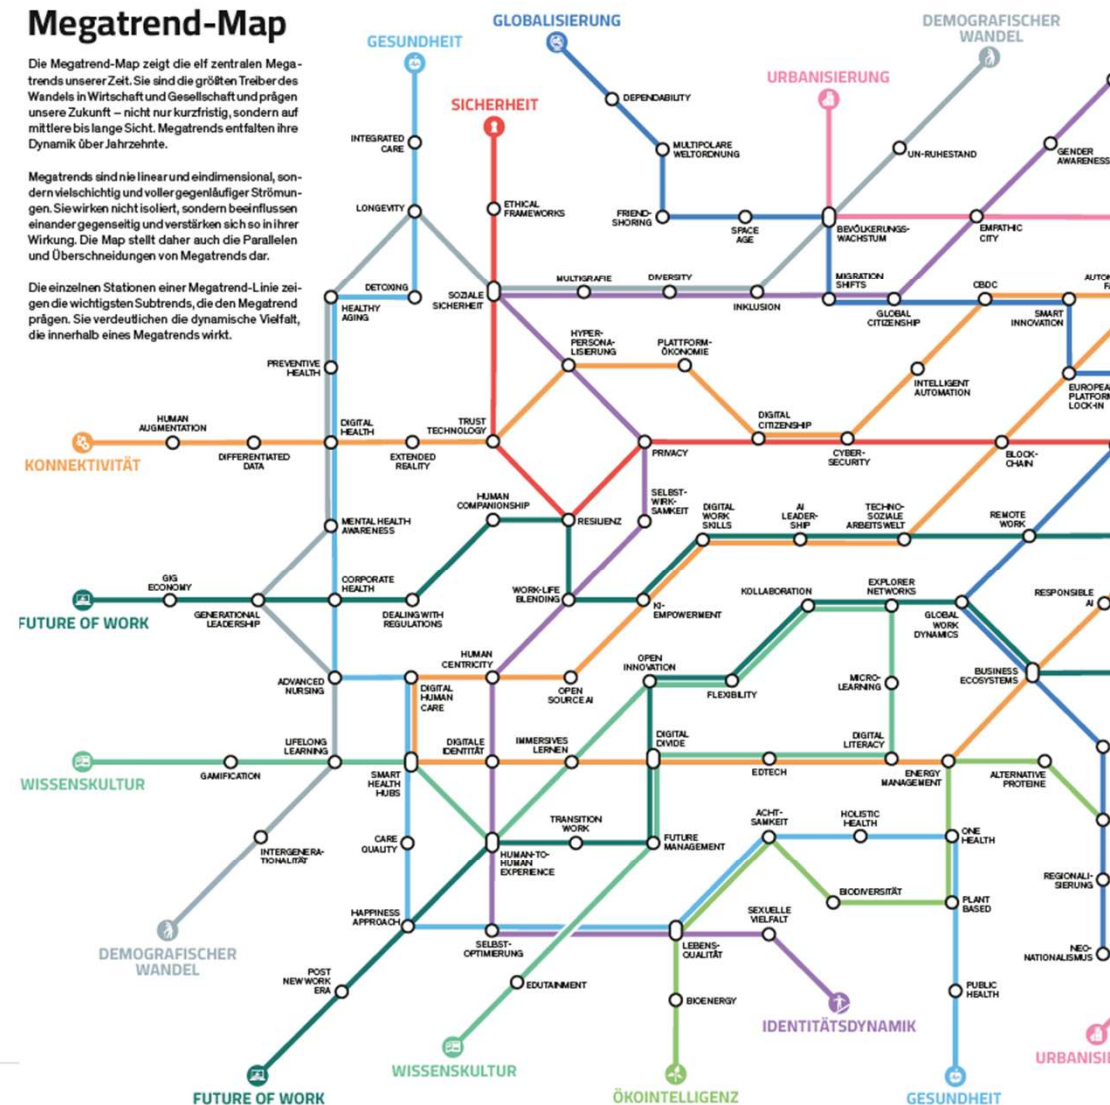 Megatrend-Map
Die Megatrend-Map zeigt die elf zentralen Mega-
trends unserer Zeit. Sie sind die größten Treiber des
Wandels in Wirtschaft und Gesellschaft und prägen
unsere Zukunft – nicht nur kurzfristig, sondern auf
mittlere bis lange Sicht. Megatrends entfalten ihre
Dynamik über Jahrzehnte.
Megatrends sind nie linear und eindimensional, son-
dern vielschichtig und voller gegenläufiger Strömun-
gen. Sie wirken nicht isoliert, sondern beeinflussen
einander gegenseitig und verstärken sich so in ihrer
Wirkung. Die Map stellt daher auch die Parallelen
und Überschneidungen von Megatrends dar.
Die einzelnen Stationen einer Megatrend-Linie zei-
gen die wichtigsten Subtrends, die den Megatrend
prägen. Sie verdeutlichen die dynamische Vielfalt,
die innerhalb eines Megatrends wirkt.
GLOBALISIERUNG
DEMOGRAFISCHER
WANDEL
GESUNDHEIT
URBANISIERUNG
SICHERHEIT
DEPENDABILITY
INTEGRATED
CARE
MULTIPOLARE
WELTORDNUNG
UN-RUHESTAND
GENDER
AWARENESS
LONGEVITY
ETHICAL
FRAMEWORKS
FRIEND-
SHORING
SPACE
AGE
BEVÖLKERUNGS-
WACHSTUM
EMPATHIC
CITY
DETOXING
HEALTHY
AGING
SOZIALE
SICHERHEIT
MULTIGRAFIE
DIVERSITY
INKLUSION
MIGRATION
SHIFTS
GLOBAL
CITIZENSHIP
CBDC
SMART
INNOVATION
AUTON
HYPER-
PERSONA-
LISIERUNG
PLATTFORM-
ÖKONOMIE
PREVENTIVE
HEALTH
INTELLIGENT
AUTOMATION
EUROPEA
PLATFORM
LOCK-IN
HUMAN
AUGMENTATION
DIGITAL
HEALTH
TRUST
TECHNOLOGY
DIGITAL
CITIZENSHIP
KONNEKTIVITÄT
DIFFERENTIATED
DATA
EXTENDED
REALITY
PRIVACY
CYBER-
SECURITY
BLOCK-
CHAIN
HUMAN
COMPANIONSHIP
SELBST-
WIRK-
SAMKEIT
MENTAL HEALTH
AWARENESS
RESILIENZ
DIGITAL
WORK
SKILLS
AI
LEADER-
SHIP
TECHNO-
SOZIALE
ARBEITSWELT
REMOTE
WORK
GIG
ECONOMY
CORPORATE
HEALTH
WORK-LIFE
BLENDING
KOLLABORATION
EXPLORER
NETWORKS
RESPONSIBLE
AI
FUTURE OF WORK
GENERATIONAL
LEADERSHIP
DEALING WITH
REGULATIONS
KI-
EMPOWERMENT
GLOBAL
WORK
DYNAMICS
HUMAN
CENTRICITY
OPEN
INNOVATION
ADVANCED
NURSING
DIGITAL
HUMAN
CARE
OPEN
SOURCE AI
FLEXIBILITY
MICRO-
LEARNING
BUSINESS
ECOSYSTEMS
LIFELONG
LEARNING
DIGITALE
IDENTITÄT
IMMERSIVES
LERNEN
DIGITAL
DIVIDE
DIGITAL
LITERACY
WISSENSKULTUR
GAMIFICATION
SMART
HEALTH
HUBS
EDTECH
ENERGY
MANAGEMENT
ALTERNATIVE
PROTEINE
CARE
QUALITY
TRANSITION
WORK
ACHT-
SAMKEIT
HOLISTIC
HEALTH
ONE
HEALTH
INTERGENERA-
TIONALITÄT
HUMAN-TO-
HUMAN
EXPERIENCE
FUTURE
MANAGEMENT
REGIONALI-
SIERUNG
BIODIVERSITÄT
PLANT
BASED
HAPPINESS
APPROACH
SEXUELLE
VIELFALT
DEMOGRAFISCHER
WANDEL
SELBST-
OPTIMIERUNG
LEBENS-
QUALITÄT
NEO-
NATIONALISMUS
POST
NEW WORK
ERA
EDUTAINMENT
BIOENERGY
PUBLIC
HEALTH
IDENTITÄTSDYNAMIK
URBANISI
WISSENSKULTUR
FUTURE OF WORK
ÖKOINTELLIGENZ
GESUNDHEIT